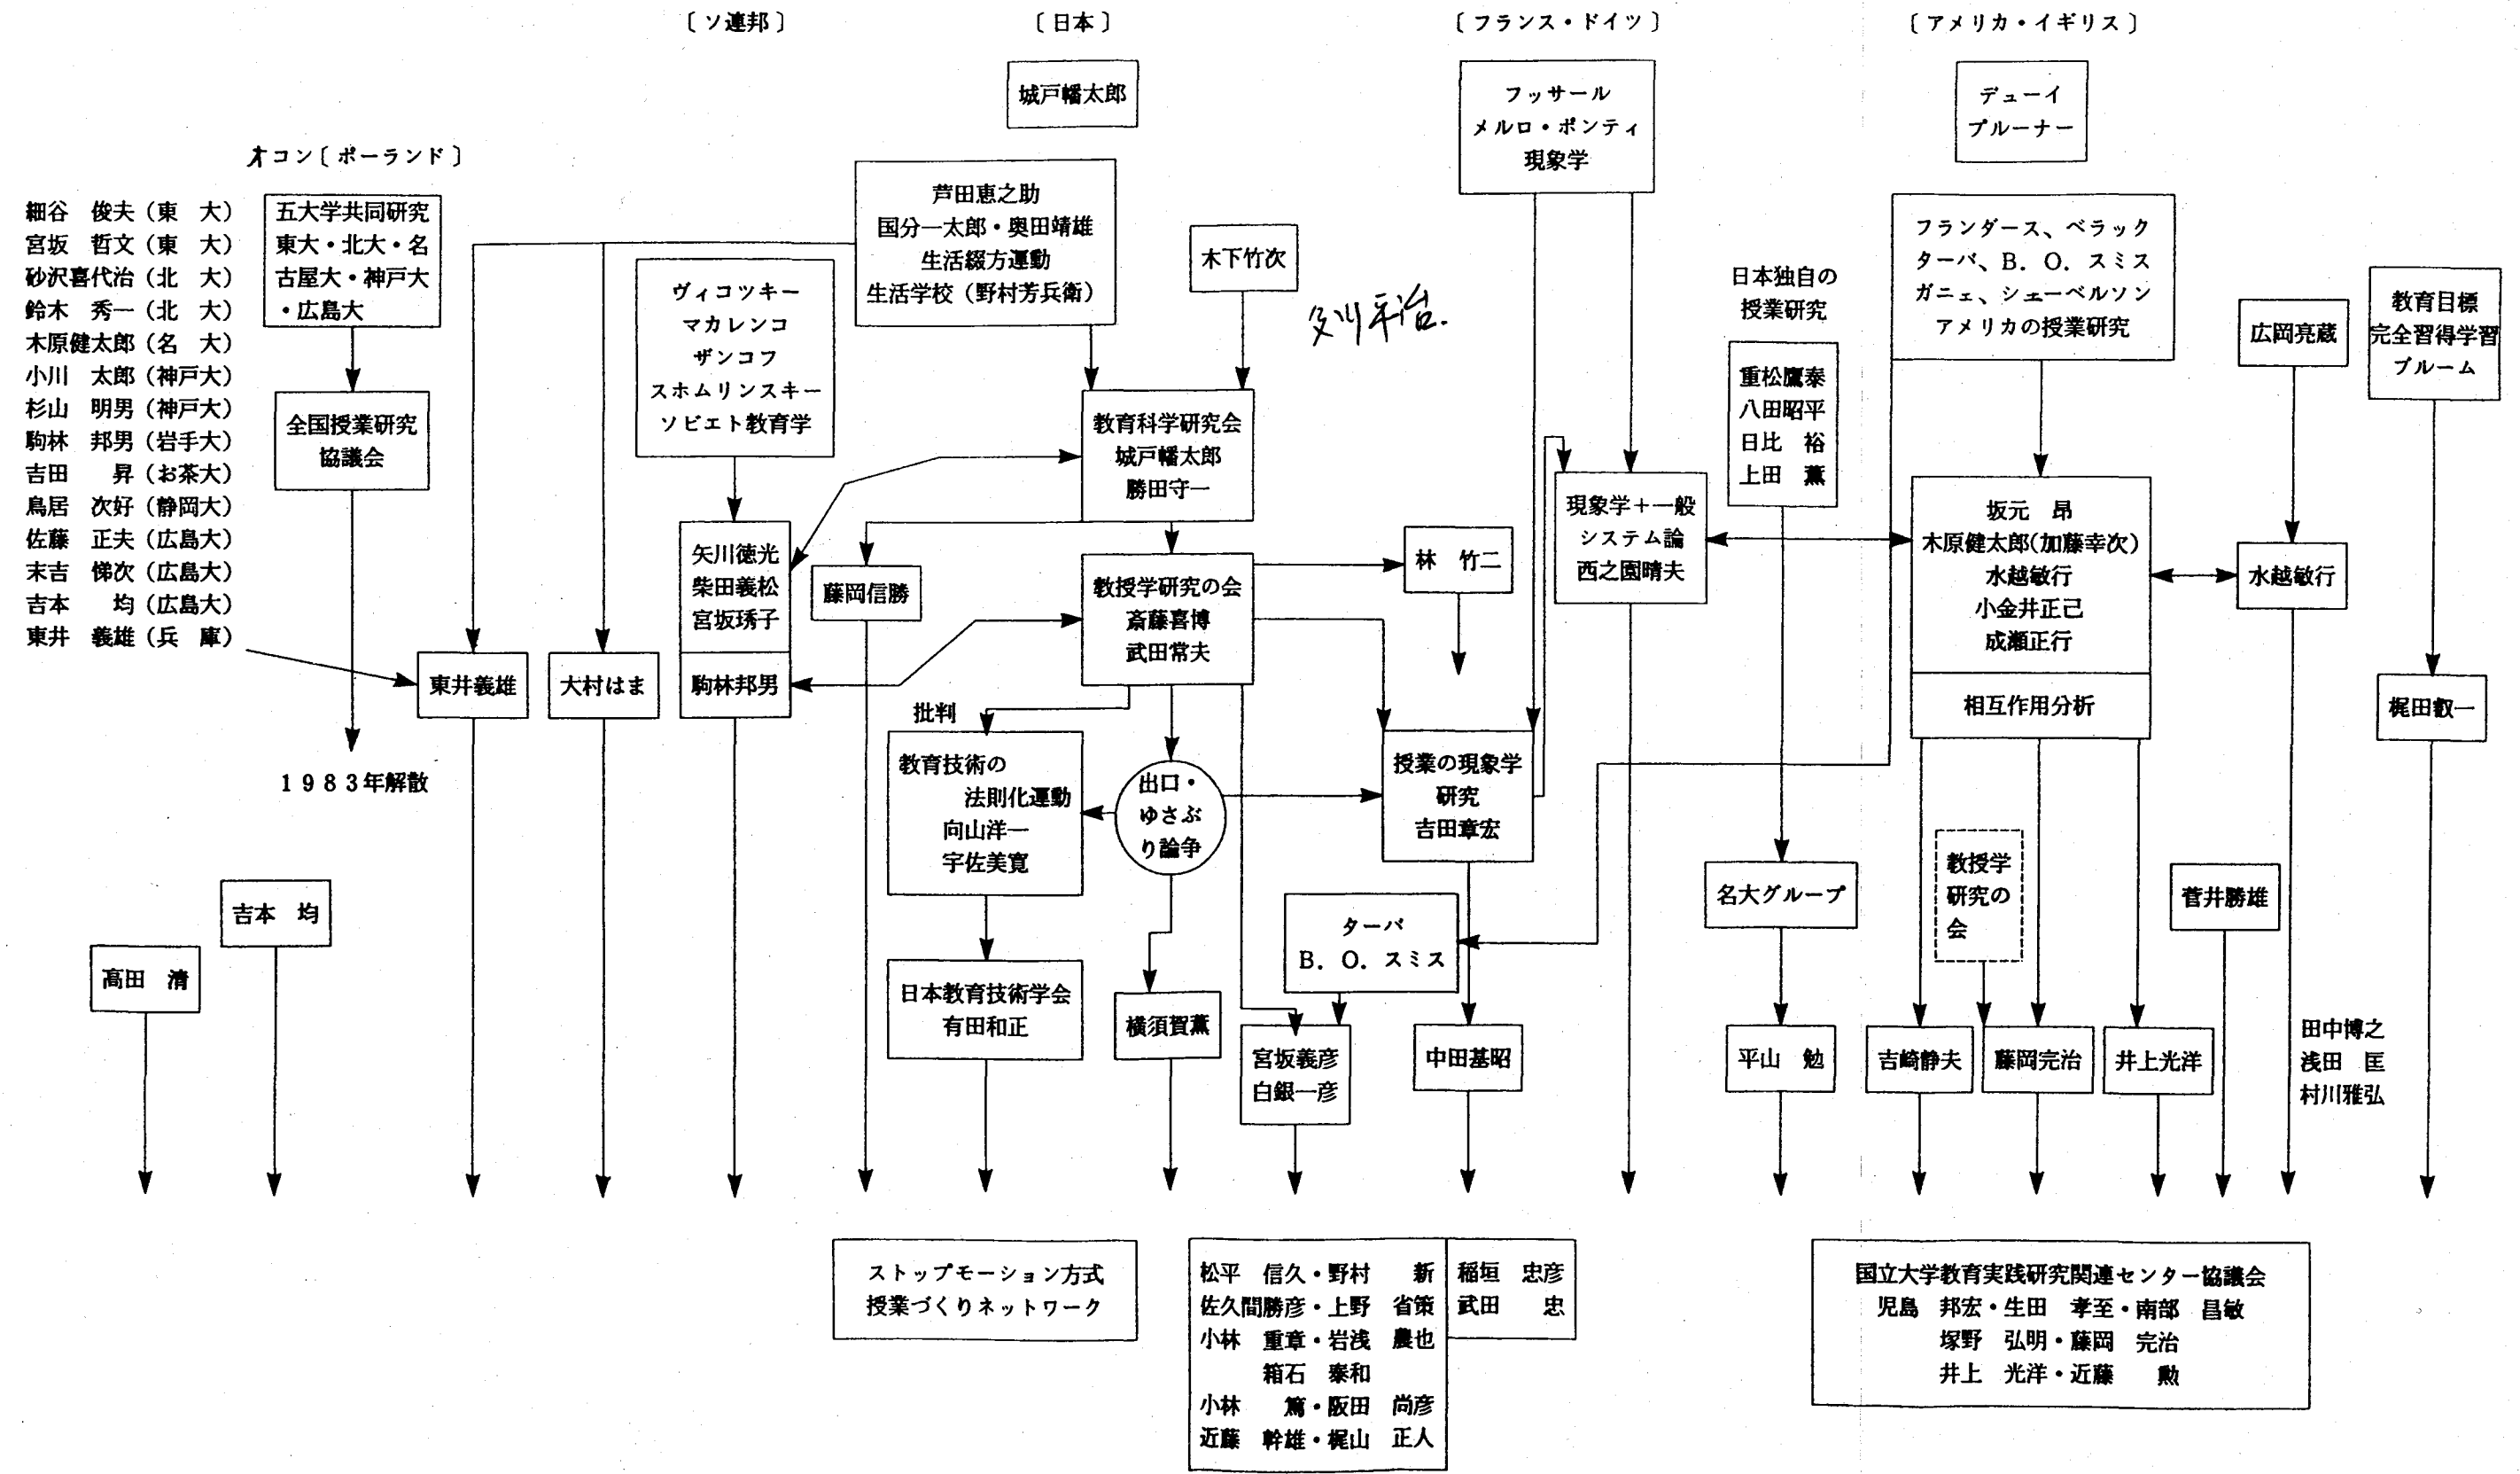 〔ソ連邦〕
〔日本〕
〔フランス・ドイツ〕
〔アメリカ・イギリス〕
城戸幡太郎
フッサール
メルロ・ポンティ
現象学
デューイ
ブルーナー
オコン〔ポーランド〕
細谷　俊夫（東　大）
宮坂　哲文（東　大）
砂沢喜代治（北　大）
鈴木　秀一（北　大）
木原健太郎（名　大）
小川　太郎（神戸大）
杉山　明男（神戸大）
駒林　邦男（岩手大）
吉田　　昇（お茶大）
鳥居　次好（静岡大）
佐藤　正夫（広島大）
末吉　悌次（広島大）
吉本　　均（広島大）
東井　義雄（兵　庫）
五大学共同研究
東大・北大・名
古屋大・神戸大
・広島大
全国授業研究
協議会
1983年解散
吉本　均
高田　清
東井義雄
大村はま
ヴィコツキー
マカレンコ
ザンコフ
スホムリンスキー
ソビエト教育学
矢川徳光
柴田義松
宮坂琇子
駒林邦男
芦田恵之助
国分一太郎・奥田靖雄
生活綴方運動
生活学校（野村芳兵衛）
木下竹次
及川平治.
教育科学研究会
城戸幡太郎
勝田守一
藤岡信勝
教授学研究の会
斎藤喜博
武田常夫
林　竹二
批判
教育技術の
法則化運動
向山洋一
宇佐美寛
出口・
ゆさぶ
り論争
授業の現象学
研究
吉田章宏
日本教育技術学会
有田和正
横須賀薫
ターバ
B．O．スミス
宮坂義彦
白銀一彦
中田基昭
現象学＋一般
システム論
西之園晴夫
日本独自の
授業研究
重松鷹泰
八田昭平
日比　裕
上田　薫
名大グループ
平山　勉
フランダース、ベラック
ターバ、B．O．スミス
ガニェ、シェーベルソン
アメリカの授業研究
坂元　昂
木原健太郎(加藤幸次)
水越敏行
小金井正己
成瀬正行
相互作用分析
教授学
研究の
会
吉崎静夫
藤岡完治
井上光洋
菅井勝雄
広岡亮蔵
水越敏行
田中博之
浅田　匡
村川雅弘
教育目標
完全習得学習
ブルーム
梶田叡一
ストップモーション方式
授業づくりネットワーク
松平　信久・野村　　新
佐久間勝彦・上野　省策
小林　重章・岩浅　農也
箱石　泰和
小林　　篤・阪田　尚彦
近藤　幹雄・梶山　正人
稲垣　忠彦
武田　　忠
国立大学教育実践研究関連センター協議会
児島　邦宏・生田　孝至・南部　昌敏
塚野　弘明・藤岡　完治
井上　光洋・近藤　　勲